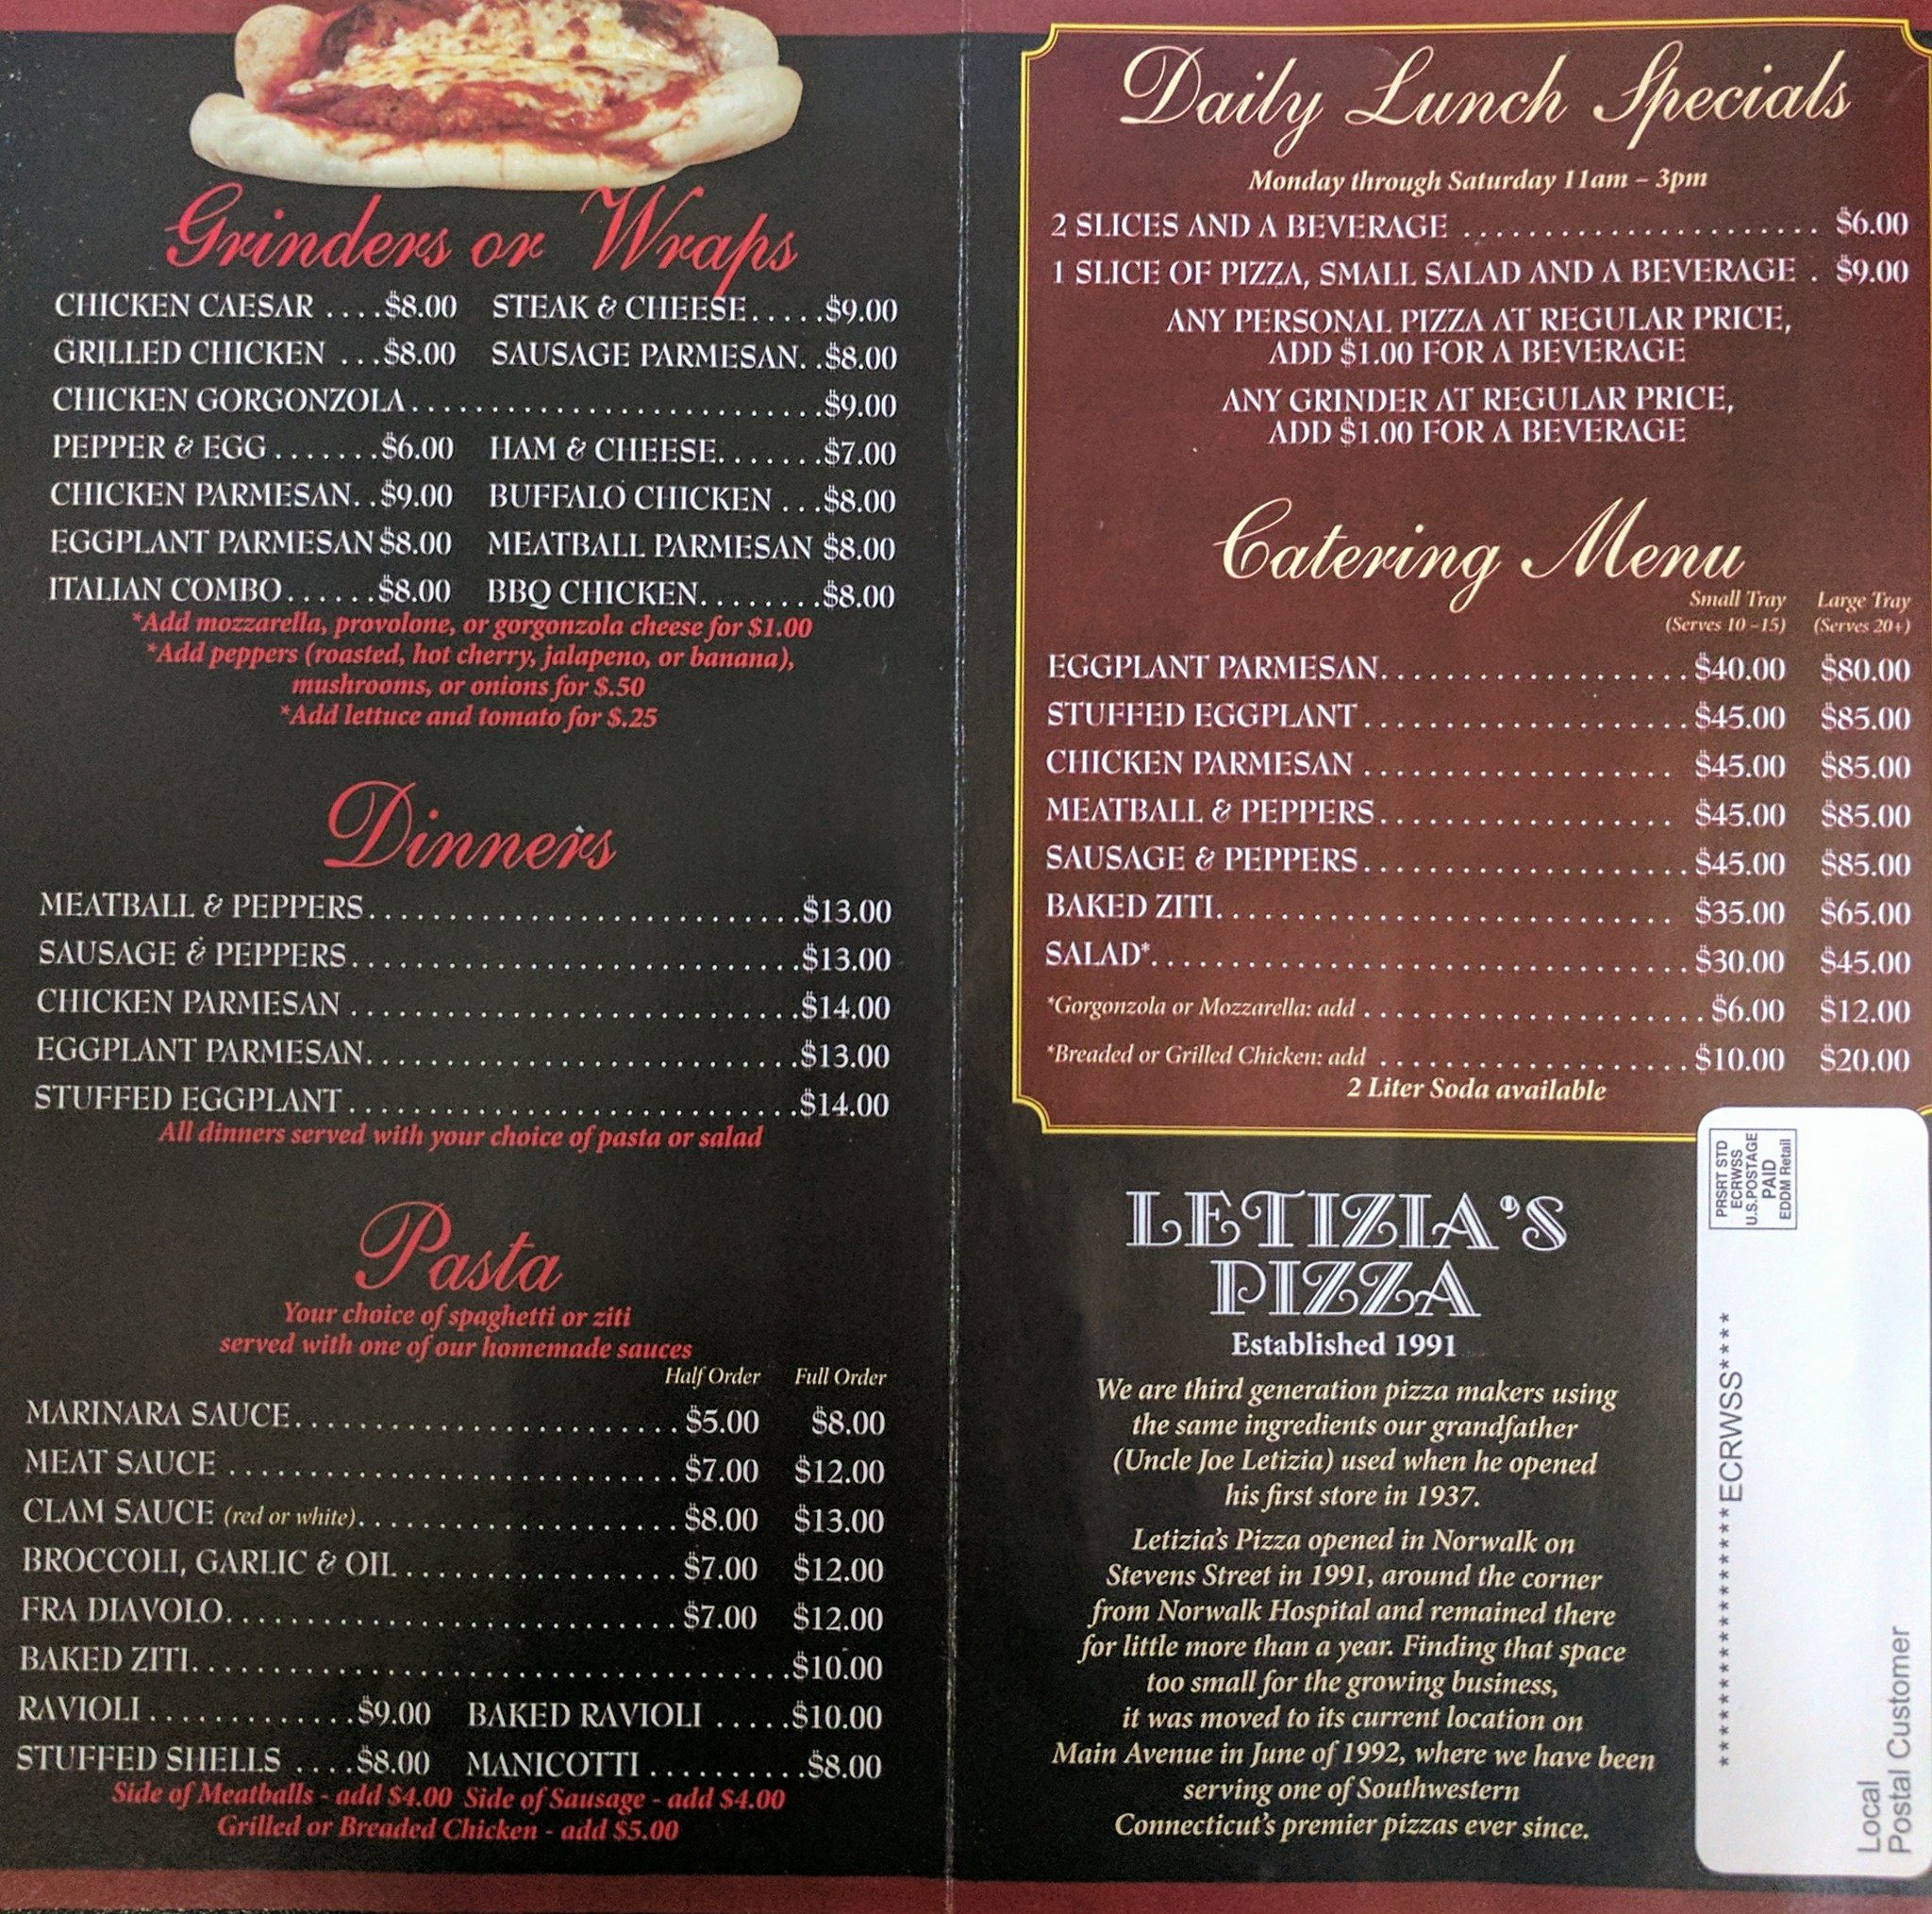 Grinders or Wraps
CHICKEN CAESAR ....$8.00 STEAK & CHEESE.....$9.00
GRILLED CHICKEN ...$8.00 SAUSAGE PARMESAN..$8.00
CHICKEN GORGONZOLA..........................$9.00
PEPPER & EGG.......$6.00 HAM & CHEESE.......$7.00
CHICKEN PARMESAN..$9.00 BUFFALO CHICKEN ...$8.00
EGGPLANT PARMESAN $8.00 MEATBALL PARMESAN $8.00
ITALIAN COMBO......$8.00 BBQ CHICKEN........$8.00
*Add mozzarella, provolone, or gorgonzola cheese for $1.00
*Add peppers (roasted, hot cherry, jalapeno, or banana),
mushrooms, or onions for $.50
*Add lettuce and tomato for $.25
Dinners
MEATBALL & PEPPERS...........................$13.00
SAUSAGE & PEPPERS............................$13.00
CHICKEN PARMESAN ............................$14.00
EGGPLANT PARMESAN...........................$13.00
STUFFED EGGPLANT............................$14.00
All dinners served with your choice of pasta or salad
Pasta
Your choice of spaghetti or ziti
served with one of our homemade sauces
Half Order Full Order
MARINARA SAUCE........................$5.00 $8.00
MEAT SAUCE ............................$7.00 $12.00
CLAM SAUCE (red or white)....................$8.00 $13.00
BROCCOLI, GARLIC & OIL.................$7.00 $12.00
FRA DIAVOLO............................$7.00 $12.00
BAKED ZITI......................................$10.00
RAVIOLI.............$9.00 BAKED RAVIOLI .....$10.00
STUFFED SHELLS ....$8.00 MANICOTTI ..........$8.00
Side of Meatballs - add $4.00 Side of Sausage - add $4.00
Grilled or Breaded Chicken - add $5.00
Daily Lunch Specials
Monday through Saturday 11am – 3pm
2 SLICES AND A BEVERAGE ....................... $6.00
1 SLICE OF PIZZA, SMALL SALAD AND A BEVERAGE . $9.00
ANY PERSONAL PIZZA AT REGULAR PRICE,
ADD $1.00 FOR A BEVERAGE
ANY GRINDER AT REGULAR PRICE,
ADD $1.00 FOR A BEVERAGE
Catering Menu
Small Tray Large Tray
(Serves 10 –15) (Serves 20+)
EGGPLANT PARMESAN....................$40.00 $80.00
STUFFED EGGPLANT.....................$45.00 $85.00
CHICKEN PARMESAN .................... $45.00 $85.00
MEATBALL & PEPPERS................... $45.00 $85.00
SAUSAGE & PEPPERS.....................$45.00 $85.00
BAKED ZITI............................. $35.00 $65.00
SALAD*..................................$30.00 $45.00
*Gorgonzola or Mozzarella: add ......................$6.00 $12.00
*Breaded or Grilled Chicken: add ....................$10.00 $20.00
2 Liter Soda available
LETIZIA'S
PIZZA
Established 1991
We are third generation pizza makers using
the same ingredients our grandfather
(Uncle Joe Letizia) used when he opened
his first store in 1937.
Letizia's Pizza opened in Norwalk on
Stevens Street in 1991, around the corner
from Norwalk Hospital and remained there
for little more than a year. Finding that space
too small for the growing business,
it was moved to its current location on
Main Avenue in June of 1992, where we have been
serving one of Southwestern
Connecticut's premier pizzas ever since.
PRSRT STD
ECRWSS
U.S.POSTAGE
PAID
EDDM Retail
********************ECRWSS****
Local
Postal Customer